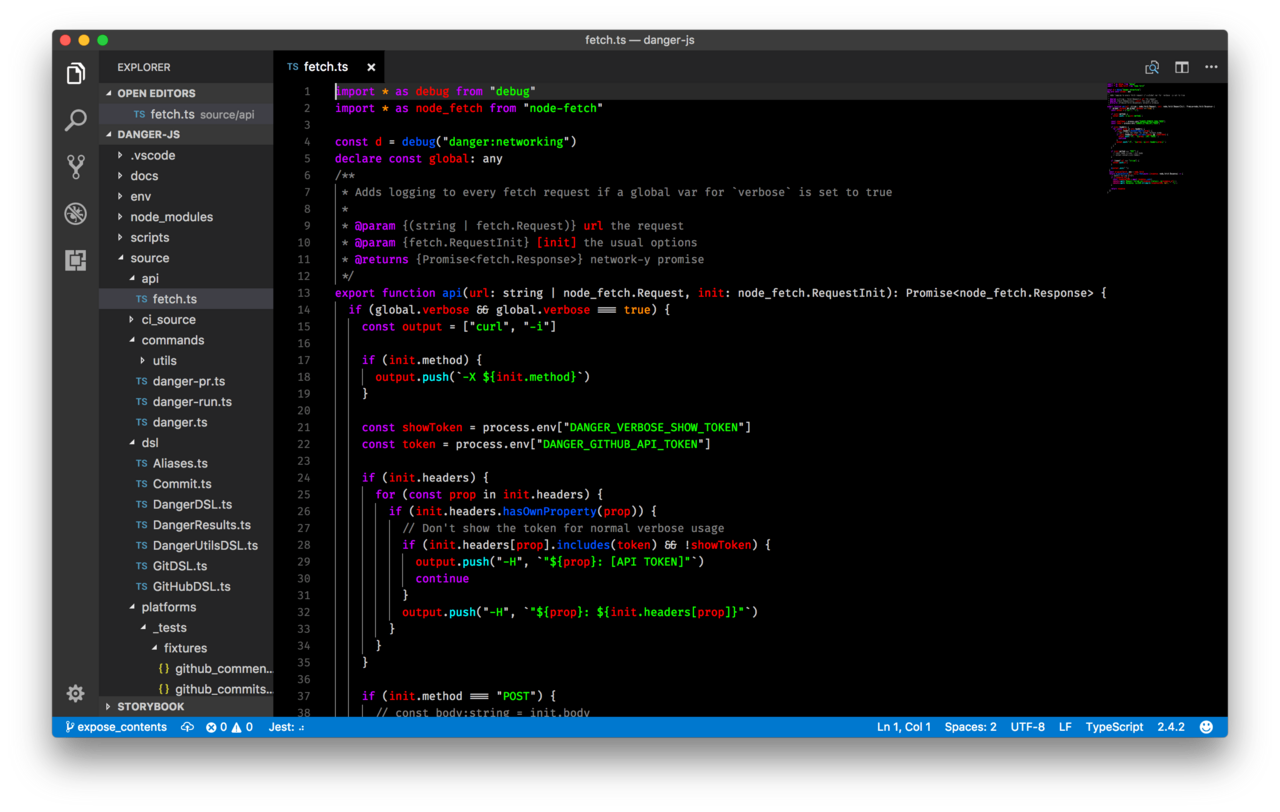 fetch.ts — danger-js
EXPLORER
OPEN EDITORS
TS fetch.ts source/api
DANGER-JS
.vscode
docs
env
node_modules
scripts
source
api
TS fetch.ts
ci_source
commands
utils
TS danger-pr.ts
TS danger-run.ts
TS danger.ts
dsl
TS Aliases.ts
TS Commit.ts
TS DangerDSL.ts
TS DangerResults.ts
TS DangerUtilsDSL.ts
TS GitDSL.ts
TS GitHubDSL.ts
platforms
_tests
fixtures
{} github_commen...
{} github_commits...
STORYBOOK
TS fetch.ts ×
1 import * as debug from "debug"
2 import * as node_fetch from "node-fetch"
3
4 const d = debug("danger:networking")
5 declare const global: any
6 /**
7  * Adds logging to every fetch request if a global var for `verbose` is set to true
8  *
9  * @param {(string | fetch.Request)} url the request
10  * @param {fetch.RequestInit} [init] the usual options
11  * @returns {Promise<fetch.Response>} network-y promise
12  */
13 export function api(url: string | node_fetch.Request, init: node_fetch.RequestInit): Promise<node_fetch.Response> {
14   if (global.verbose && global.verbose === true) {
15     const output = ["curl", "-i"]
16
17     if (init.method) {
18       output.push(`-X ${init.method}`)
19     }
20
21     const showToken = process.env["DANGER_VERBOSE_SHOW_TOKEN"]
22     const token = process.env["DANGER_GITHUB_API_TOKEN"]
23
24     if (init.headers) {
25       for (const prop in init.headers) {
26         if (init.headers.hasOwnProperty(prop)) {
27           // Don't show the token for normal verbose usage
28           if (init.headers[prop].includes(token) && !showToken) {
29             output.push("-H", `"${prop}: [API TOKEN]"`)
30             continue
31           }
32           output.push("-H", `"${prop}: ${init.headers[prop]}"`)
33         }
34       }
35     }
36
37     if (init.method === "POST") {
38       // const body:string = init.body
expose_contents 0 0 Jest: Ln 1, Col 1 Spaces: 2 UTF-8 LF TypeScript 2.4.2